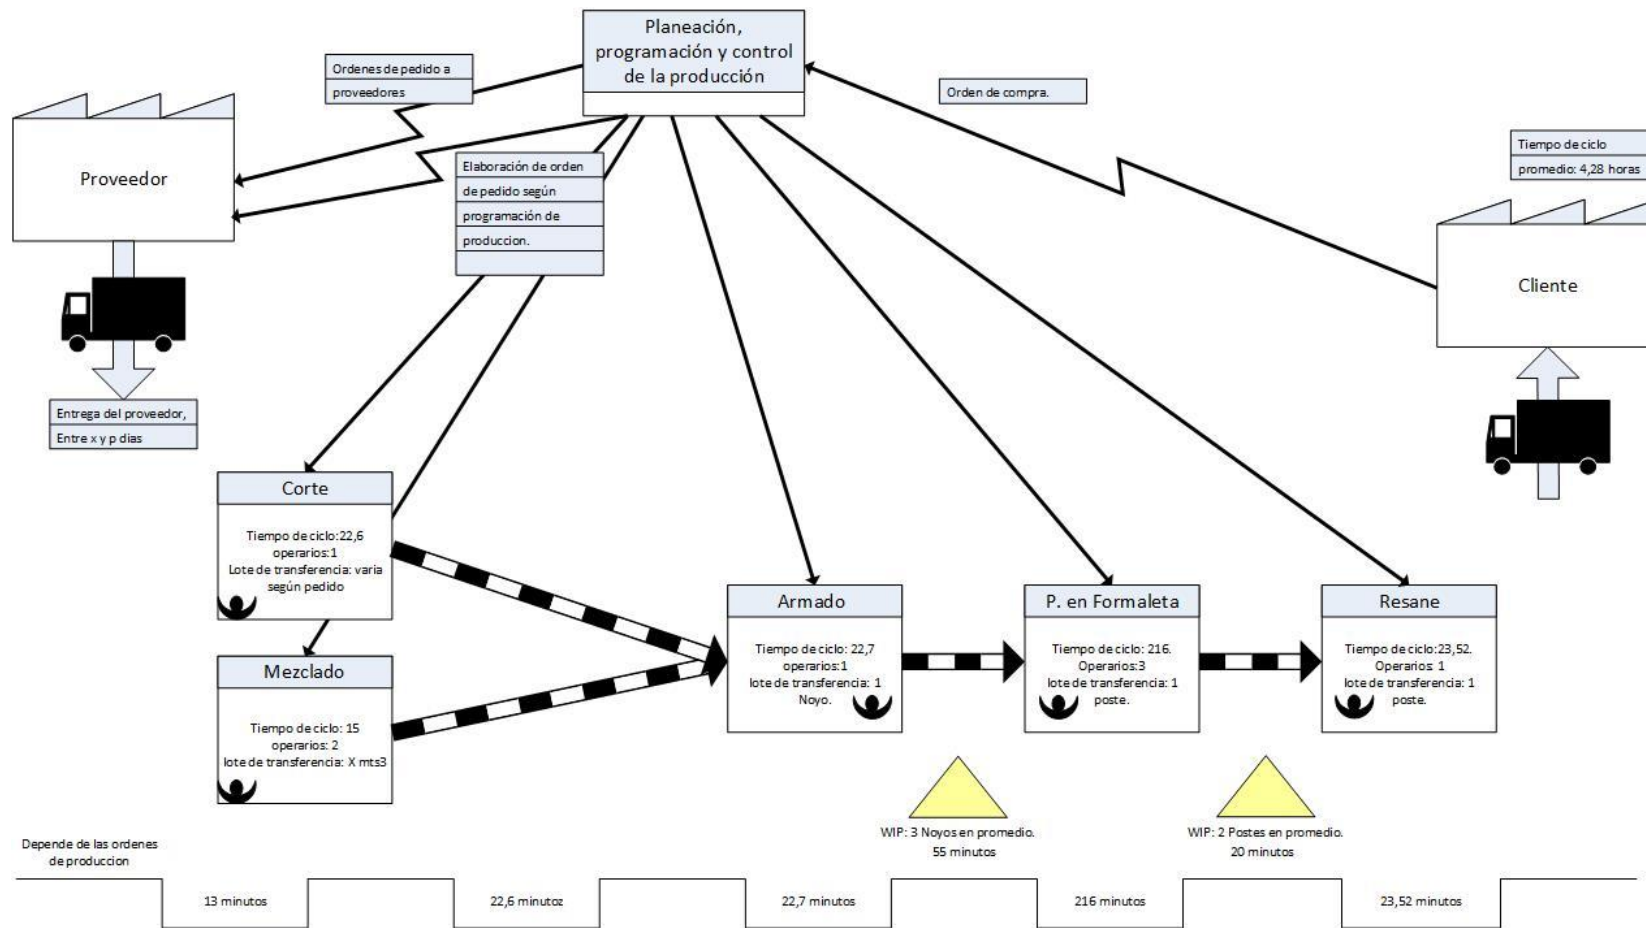 Planeación,
programación y control
de la producción
Ordenes de pedido a
proveedores
Orden de compra.
Tiempo de ciclo
promedio: 4,28 horas
Proveedor
Elaboración de orden
de pedido según
programación de
produccion.
Cliente
Entrega del proveedor,
Entre x y p dias
Corte
Tiempo de ciclo:22,6
operarios:1
Lote de transferencia: varia
según pedido
Mezclado
Tiempo de ciclo: 15
operarios: 2
lote de transferencia: X mts3
Armado
Tiempo de ciclo: 22,7
operarios:1
lote de transferencia: 1
Noyo.
P. en Formaleta
Tiempo de ciclo: 216.
Operarios:3
lote de transferencia: 1
poste.
Resane
Tiempo de ciclo:23,52.
Operarios: 1
lote de transferencia: 1
poste.
WIP: 3 Noyos en promedio.
55 minutos
WIP: 2 Postes en promedio.
20 minutos
Depende de las ordenes
de produccion
13 minutos
22,6 minutoz
22,7 minutos
216 minutos
23,52 minutos